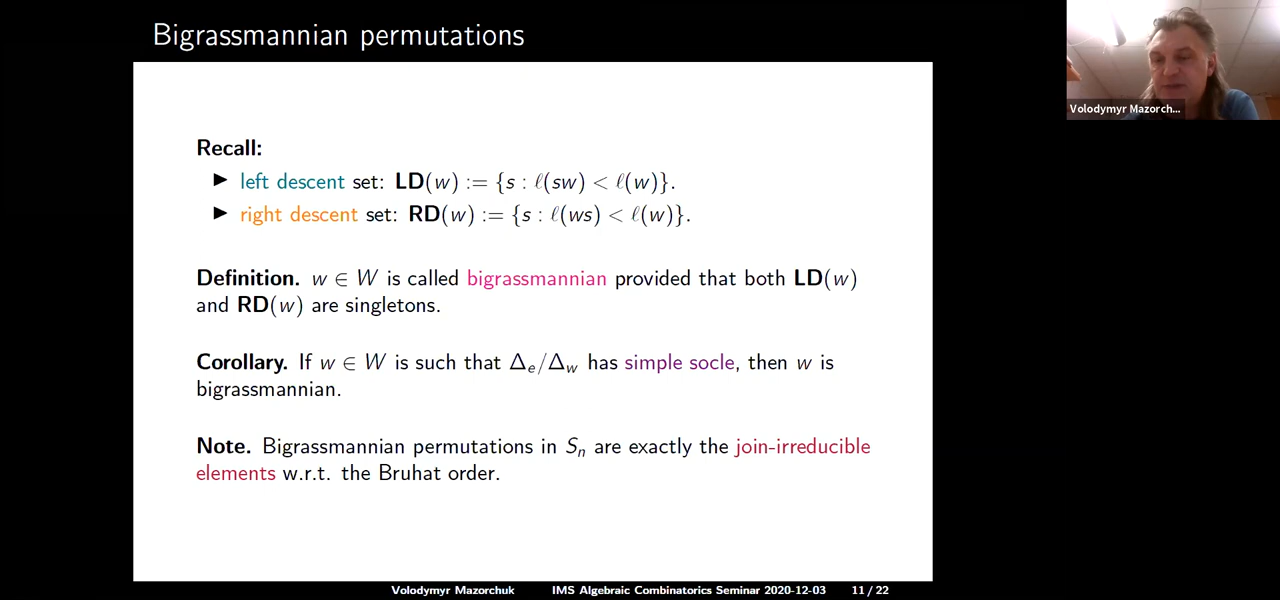 Bigrassmannian permutations
Volodymyr Mazorch...
Recall:
▶ left descent set: LD(w) := {s : ℓ(sw) < ℓ(w)}.
▶ right descent set: RD(w) := {s : ℓ(ws) < ℓ(w)}.
Definition. w ∈ W is called bigrassmannian provided that both LD(w)
and RD(w) are singletons.
Corollary. If w ∈ W is such that Δₑ/Δ_w has simple socle, then w is
bigrassmannian.
Note. Bigrassmannian permutations in Sₙ are exactly the join-irreducible
elements w.r.t. the Bruhat order.
Volodymyr Mazorchuk IMS Algebraic Combinatorics Seminar 2020-12-03 11 / 22